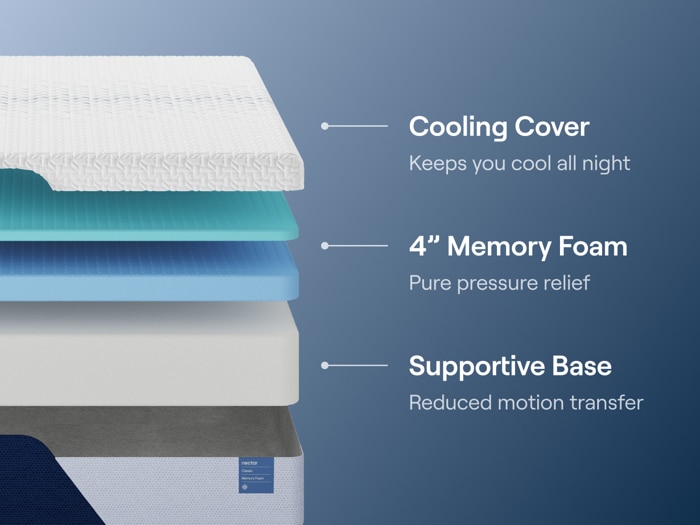 Cooling Cover
Keeps you cool all night
4” Memory Foam
Pure pressure relief
Supportive Base
Reduced motion transfer
nectar
Classic
Memory Foam